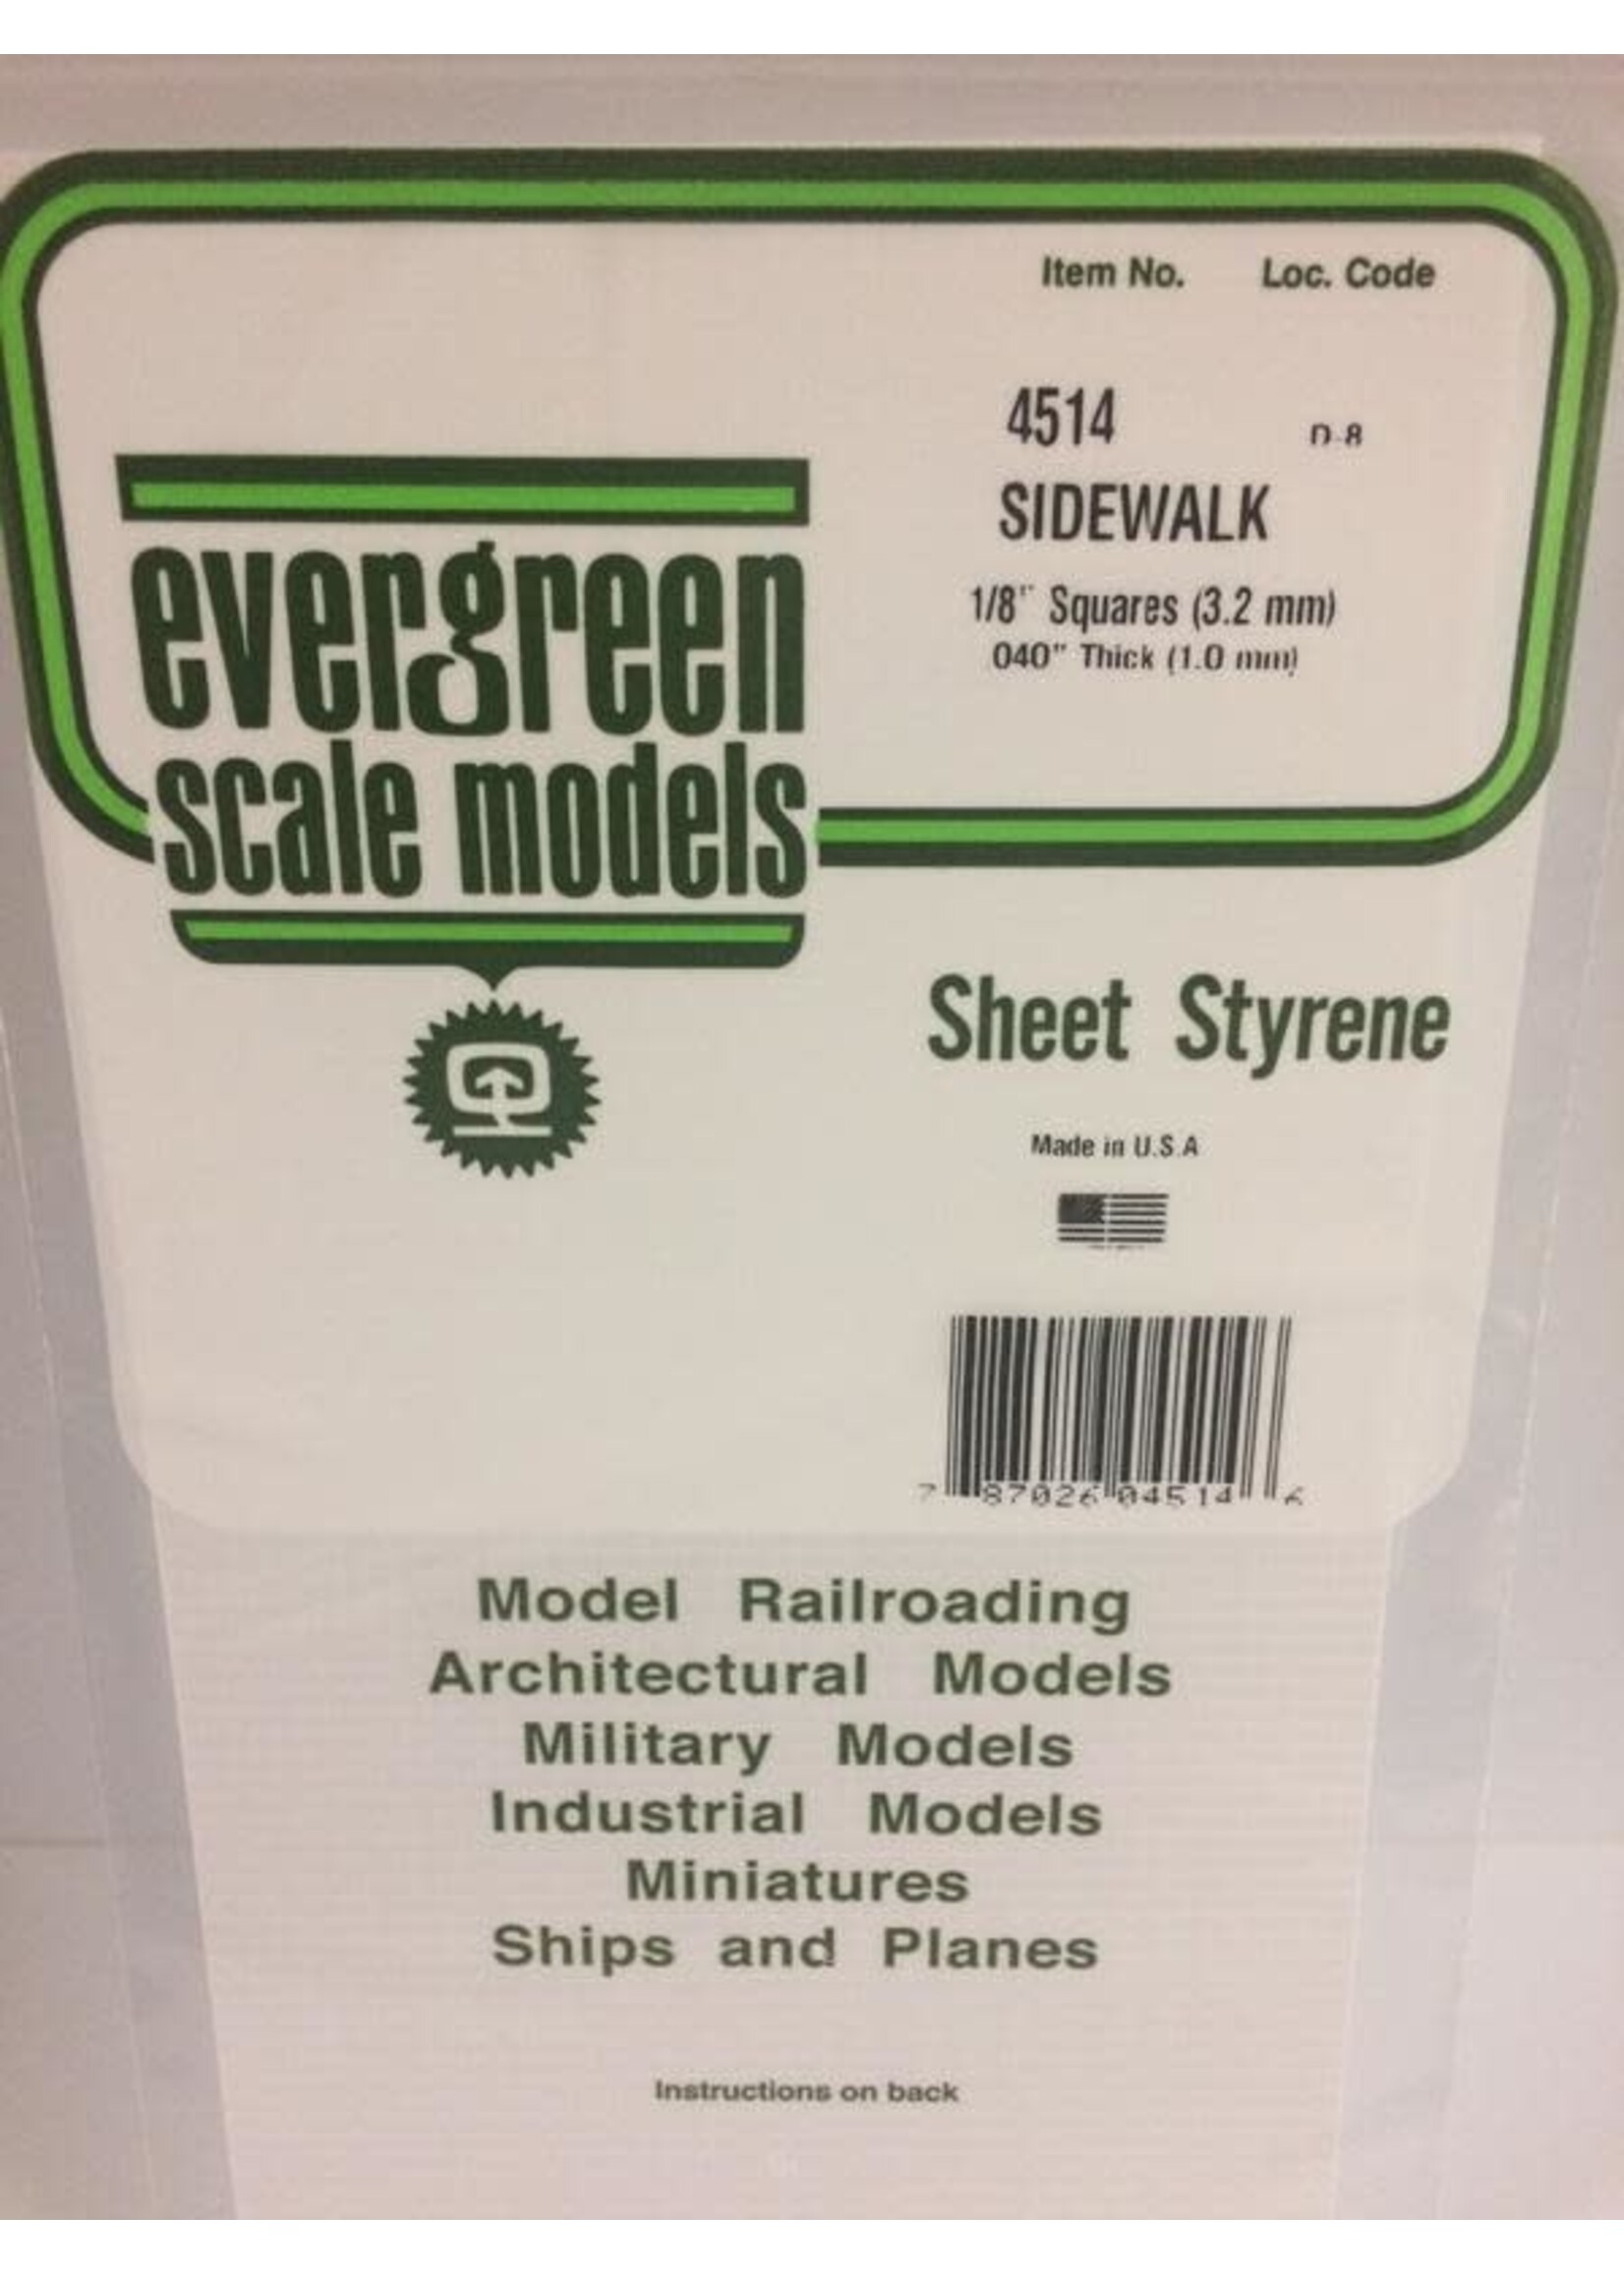 Item No. Loc. Code
4514 D-8
SIDEWALK
1/8" Squares (3.2 mm)
040" Thick (1.0 mm)
evergreen
scale models
Sheet Styrene
Made in U.S.A
7 87026 04514 6
Model Railroading
Architectural Models
Military Models
Industrial Models
Miniatures
Ships and Planes
Instructions on back